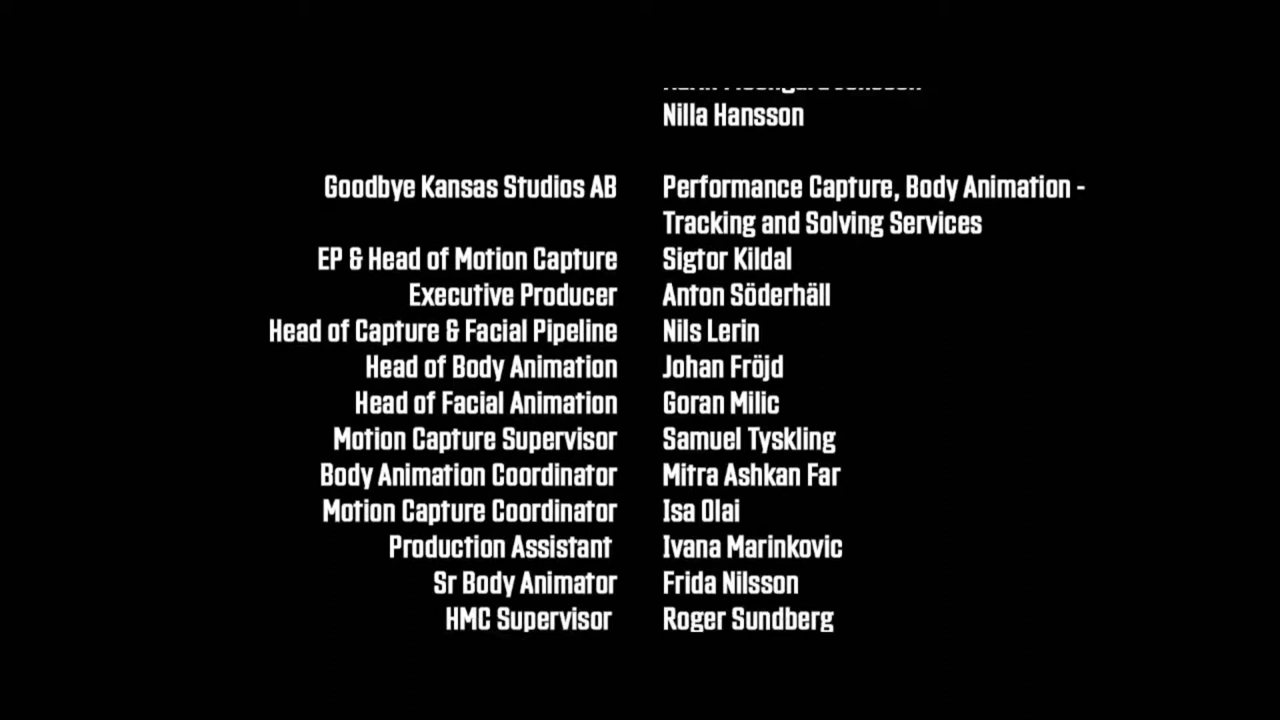 Nilla Hansson
Goodbye Kansas Studios AB Performance Capture, Body Animation -
Tracking and Solving Services
EP & Head of Motion Capture Sigtor Kildal
Executive Producer Anton Söderhäll
Head of Capture & Facial Pipeline Nils Lerin
Head of Body Animation Johan Fröjd
Head of Facial Animation Goran Milic
Motion Capture Supervisor Samuel Tyskling
Body Animation Coordinator Mitra Ashkan Far
Motion Capture Coordinator Isa Olai
Production Assistant Ivana Marinkovic
Sr Body Animator Frida Nilsson
HMC Supervisor Roger Sundberg